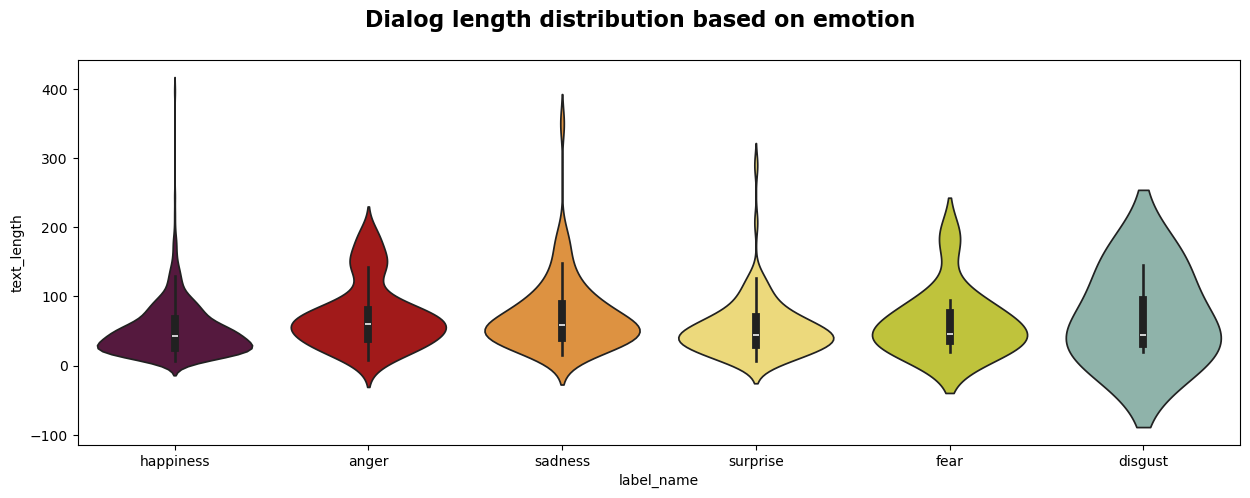 Dialog length distribution based on emotion
text_length
400
300
200
100
0
−100
happiness
anger
sadness
surprise
fear
disgust
label_name